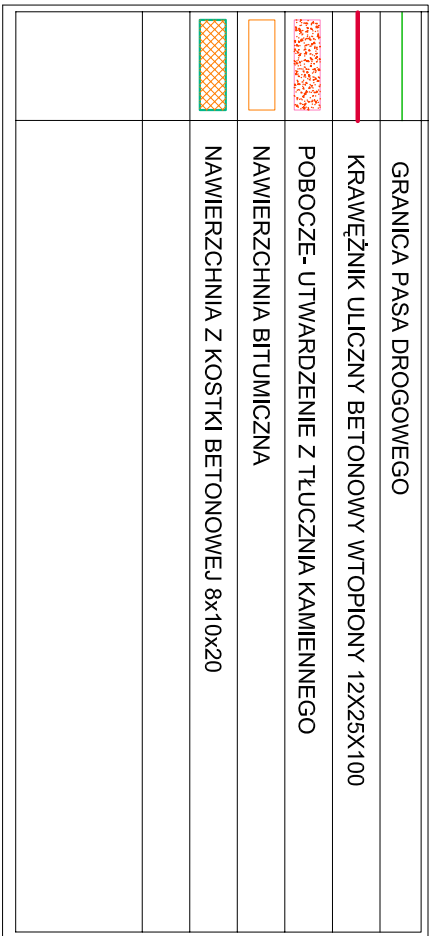 GRANICA PASA DROGOWEGO
KRAWĘŻNIK ULICZNY BETONOWY WTOPIONY 12X25X100
POBOCZE- UTWARDZENIE Z TŁUCZNIA KAMIENNEGO
NAWIERZCHNIA BITUMICZNA
NAWIERZCHNIA Z KOSTKI BETONOWEJ 8x10x20